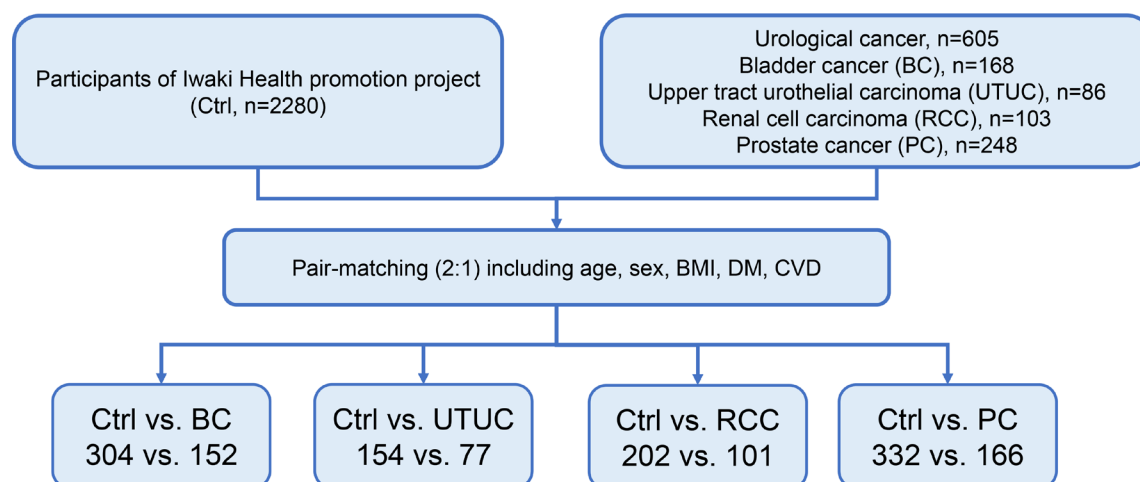 Participants of Iwaki Health promotion project
(Ctrl, n=2280)
Urological cancer, n=605
Bladder cancer (BC), n=168
Upper tract urothelial carcinoma (UTUC), n=86
Renal cell carcinoma (RCC), n=103
Prostate cancer (PC), n=248
Pair-matching (2:1) including age, sex, BMI, DM, CVD
Ctrl vs. BC
304 vs. 152
Ctrl vs. UTUC
154 vs. 77
Ctrl vs. RCC
202 vs. 101
Ctrl vs. PC
332 vs. 166